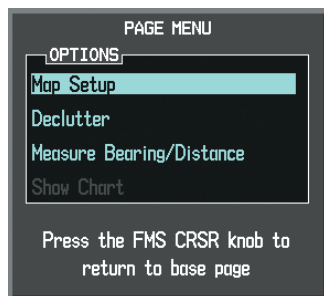 PAGE MENU
OPTIONS
Map Setup
Declutter
Measure Bearing/Distance
Show Chart
Press the FMS CRSR knob to
return to base page